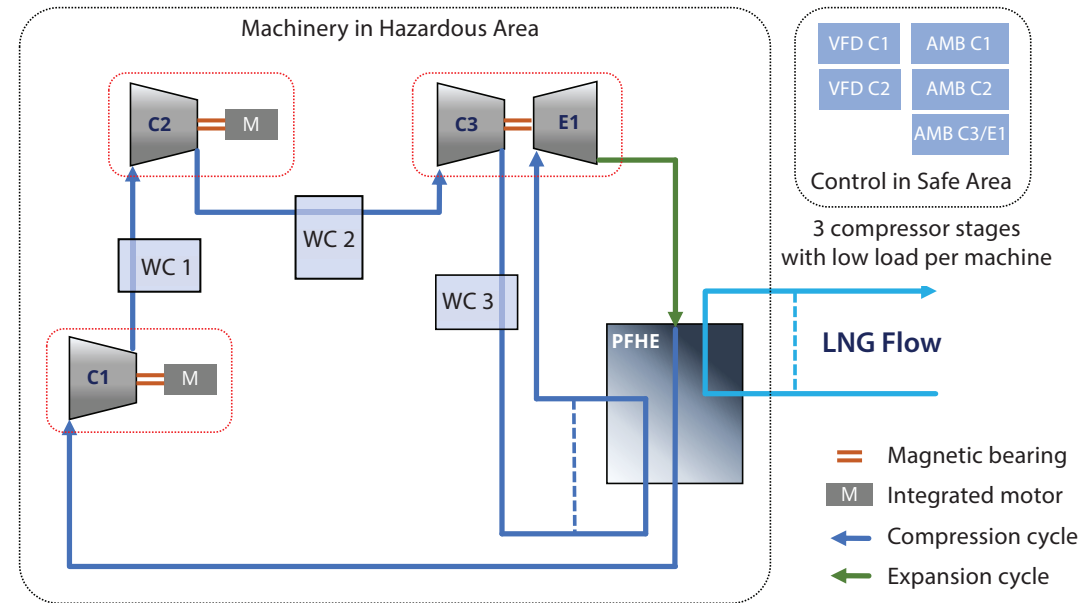 Machinery in Hazardous Area
VFD C1
AMB C1
VFD C2
AMB C2
AMB C3/E1
Control in Safe Area
3 compressor stages
with low load per machine
C2
M
C3
E1
WC 1
WC 2
WC 3
C1
M
PFHE
LNG Flow
Magnetic bearing
M
Integrated motor
Compression cycle
Expansion cycle